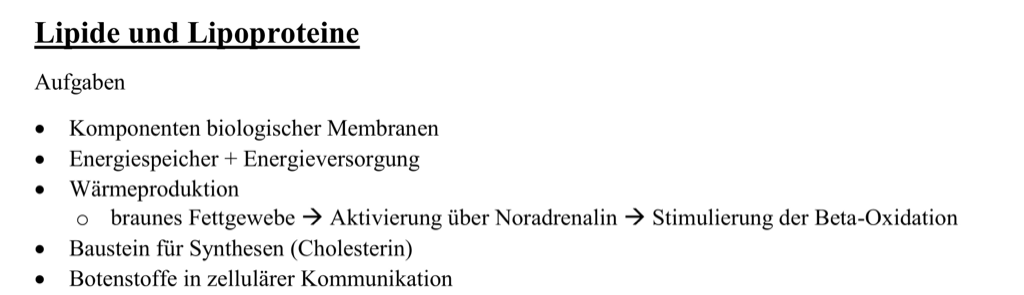 Lipide und Lipoproteine
Aufgaben
• Komponenten biologischer Membranen
• Energiespeicher + Energieversorgung
• Wärmeproduktion
o braunes Fettgewebe → Aktivierung über Noradrenalin → Stimulierung der Beta-Oxidation
• Baustein für Synthesen (Cholesterin)
• Botenstoffe in zellulärer Kommunikation